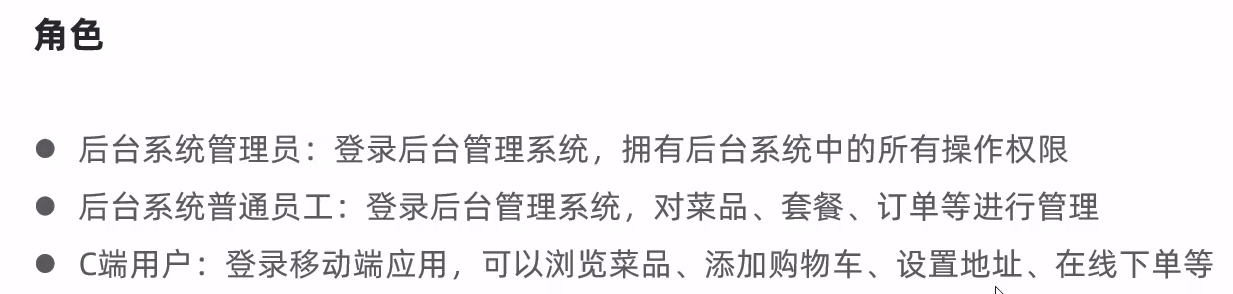 角色
● 后台系统管理员：登录后台管理系统，拥有后台系统中的所有操作权限
● 后台系统普通员工：登录后台管理系统，对菜品、套餐、订单等进行管理
● C端用户：登录移动端应用，可以浏览菜品、添加购物车、设置地址、在线下单等